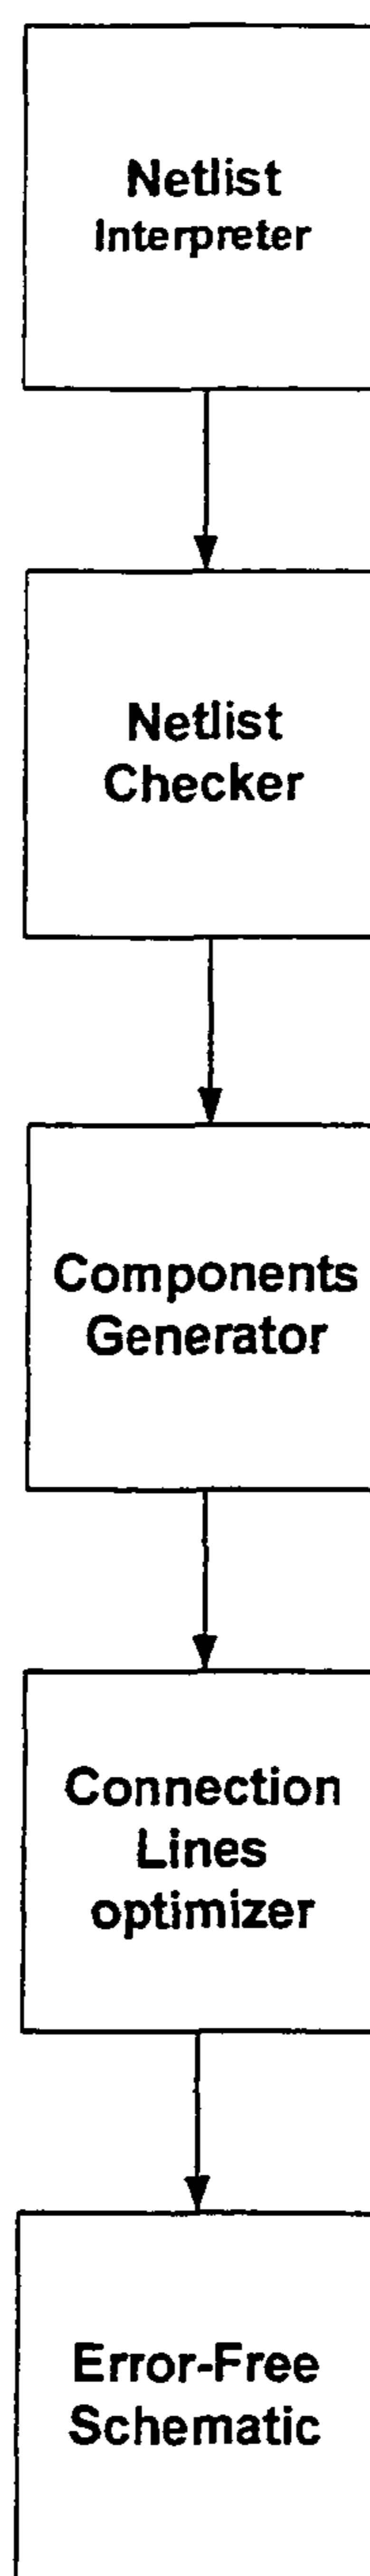 Netlist
Interpreter
Netlist
Checker
Components
Generator
Connection
Lines
optimizer
Error-Free
Schematic